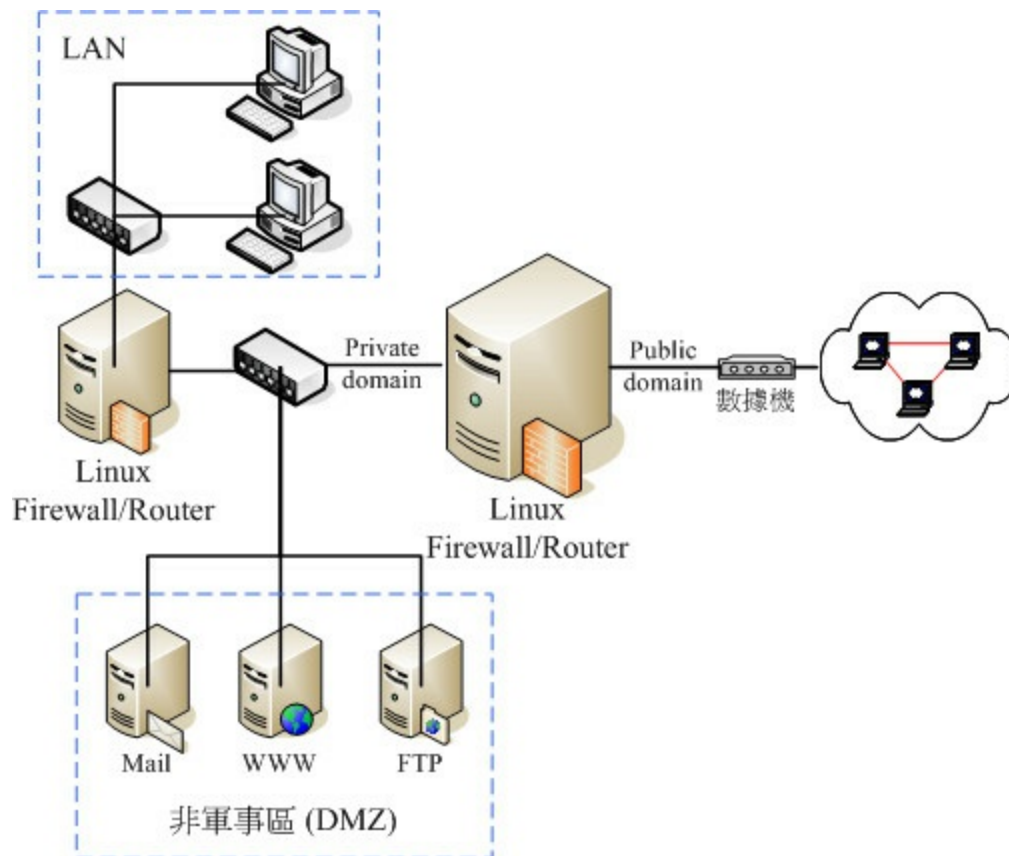 LAN
Private
domain
Public
domain
數據機
Linux
Firewall/Router
Linux
Firewall/Router
Mail
WWW
FTP
非軍事區 (DMZ)